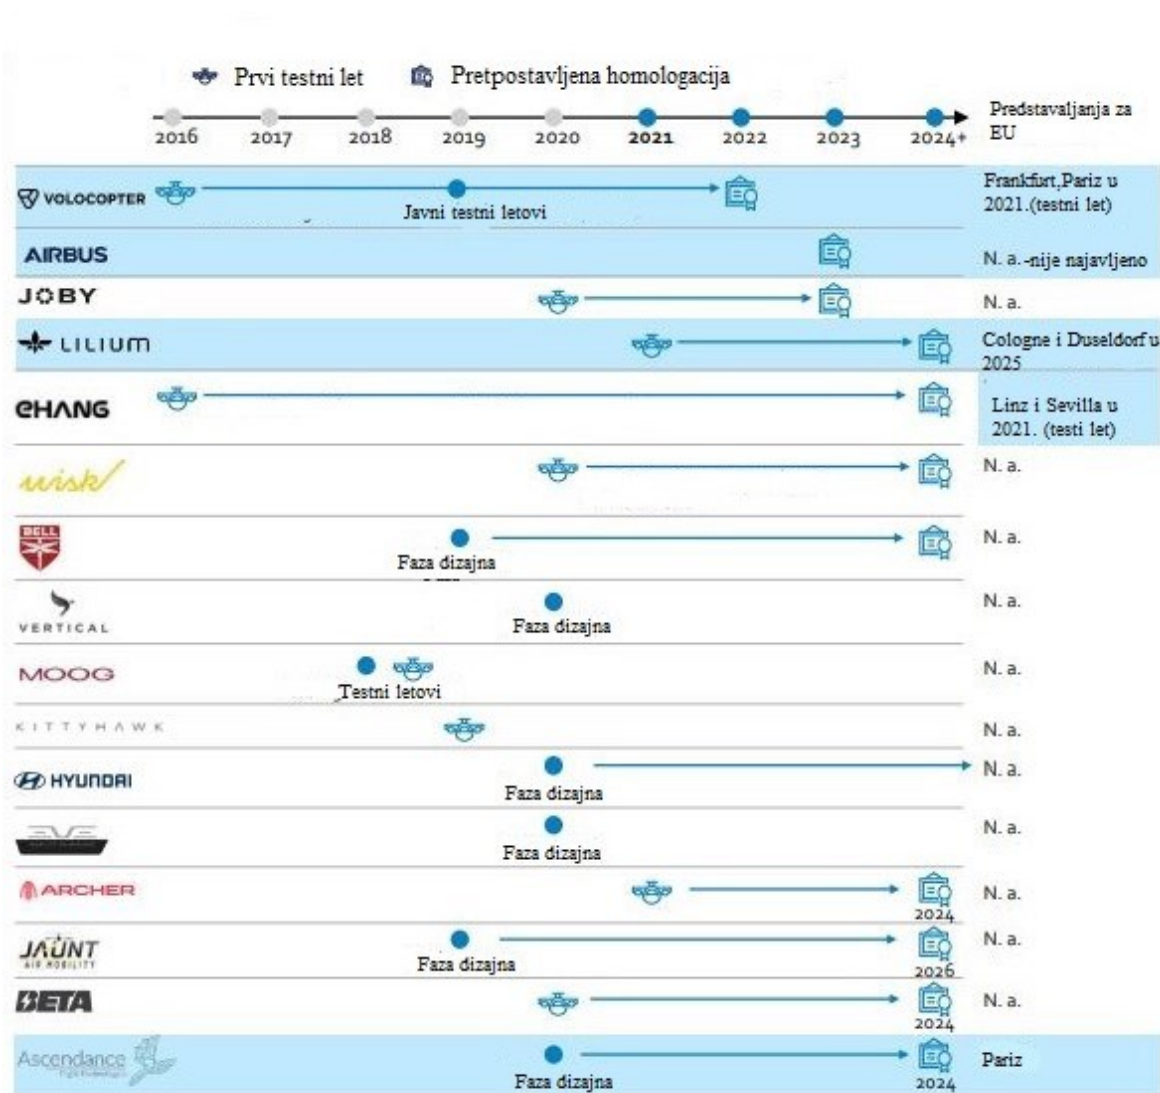 Prvi testni let
Pretpostavljena homologacija
2016 2017 2018 2019 2020 2021 2022 2023 2024+
Predstavaljanja za
EU
VOLOCOPTER
Javni testni letovi
Frankfurt,Pariz u
2021.(testni let)
AIRBUS
N. a.-nije najavljeno
JOBY
N. a.
LILIUM
Cologne i Duseldorf u
2025
eHANG
Linz i Sevilla u
2021. (testi let)
wisk
N. a.
BELL
Faza dizajna
N. a.
VERTICAL
Faza dizajna
N. a.
MOOG
Testni letovi
N. a.
KITTYHAWK
N. a.
HYUNDAI
Faza dizajna
N. a.
EVE
Faza dizajna
N. a.
ARCHER
2024
N. a.
JAUNT
AIR MOBILITY
Faza dizajna
2026
N. a.
BETA
2024
N. a.
Ascendance
Faza dizajna
2024
Pariz